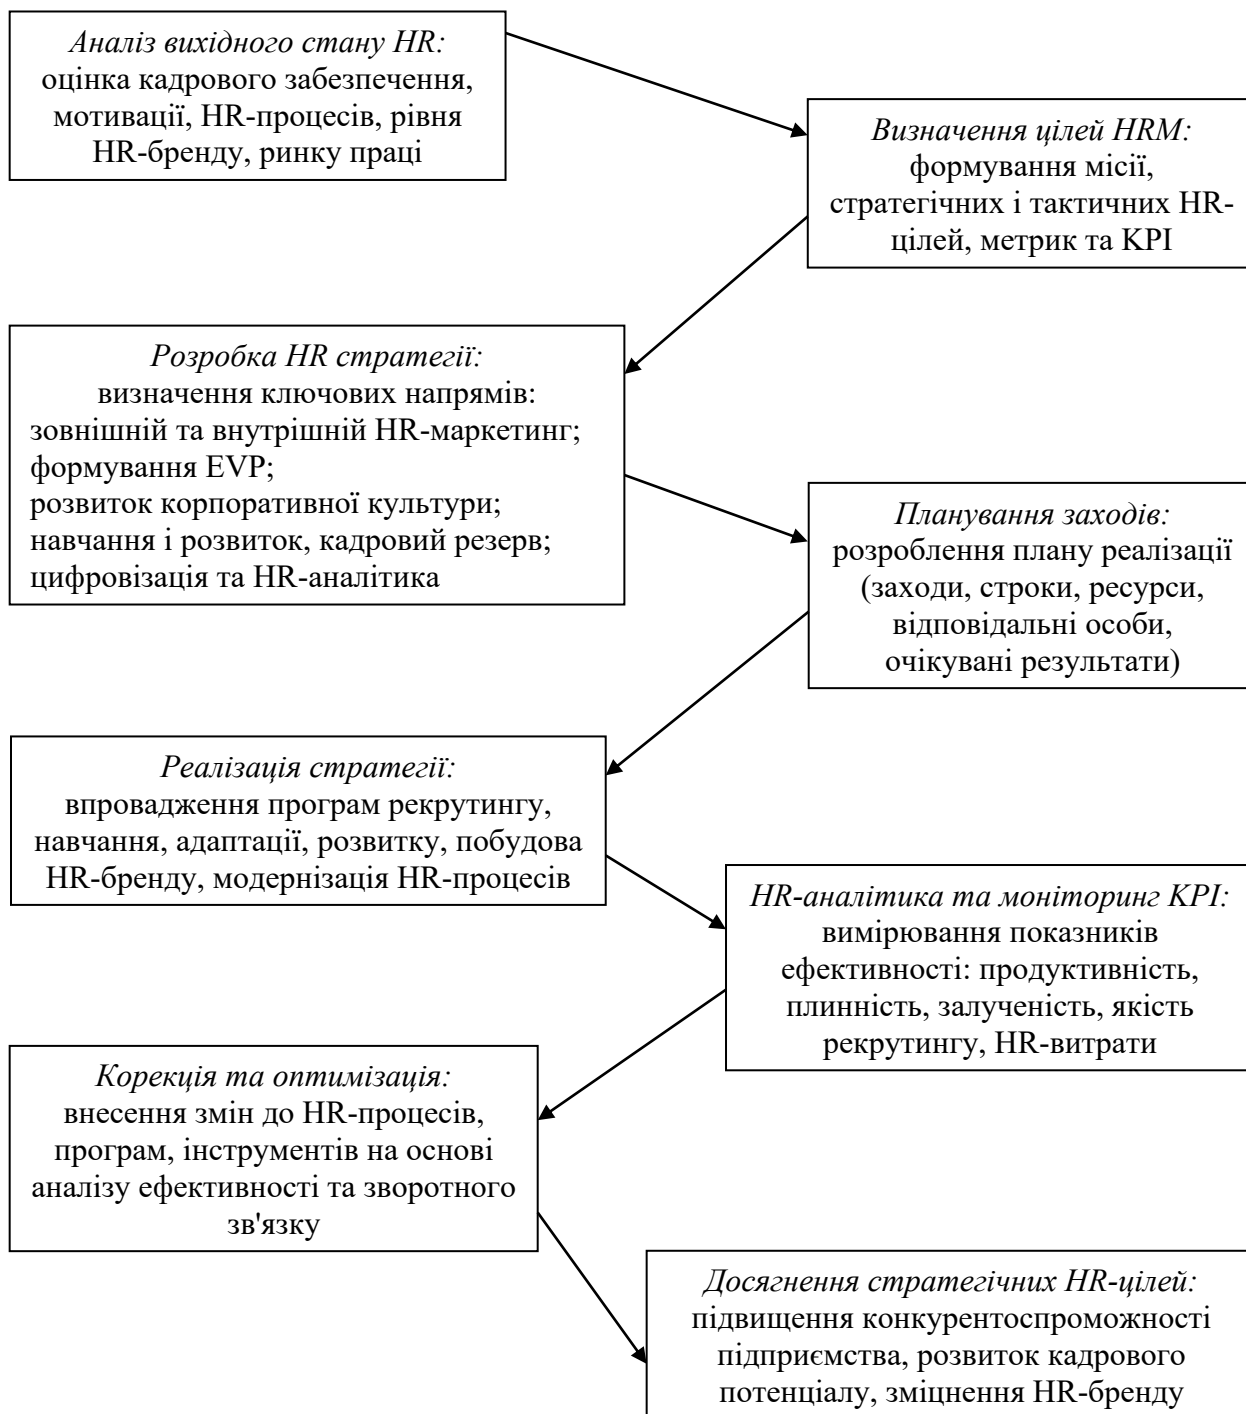 Аналіз вихідного стану HR:
оцінка кадрового забезпечення,
мотивації, HR-процесів, рівня
HR-бренду, ринку праці
Визначення цілей HRM:
формування місії,
стратегічних і тактичних HR-
цілей, метрик та KPI
Розробка HR стратегії:
визначення ключових напрямів:
зовнішній та внутрішній HR-маркетинг;
формування EVP;
розвиток корпоративної культури;
навчання і розвиток, кадровий резерв;
цифровізація та HR-аналітика
Планування заходів:
розроблення плану реалізації
(заходи, строки, ресурси,
відповідальні особи,
очікувані результати)
Реалізація стратегії:
впровадження програм рекрутингу,
навчання, адаптації, розвитку, побудова
HR-бренду, модернізація HR-процесів
HR-аналітика та моніторинг KPI:
вимірювання показників
ефективності: продуктивність,
плинність, залученість, якість
рекрутингу, HR-витрати
Корекція та оптимізація:
внесення змін до HR-процесів,
програм, інструментів на основі
аналізу ефективності та зворотного
зв'язку
Досягнення стратегічних HR-цілей:
підвищення конкурентоспроможності
підприємства, розвиток кадрового
потенціалу, зміцнення HR-бренду